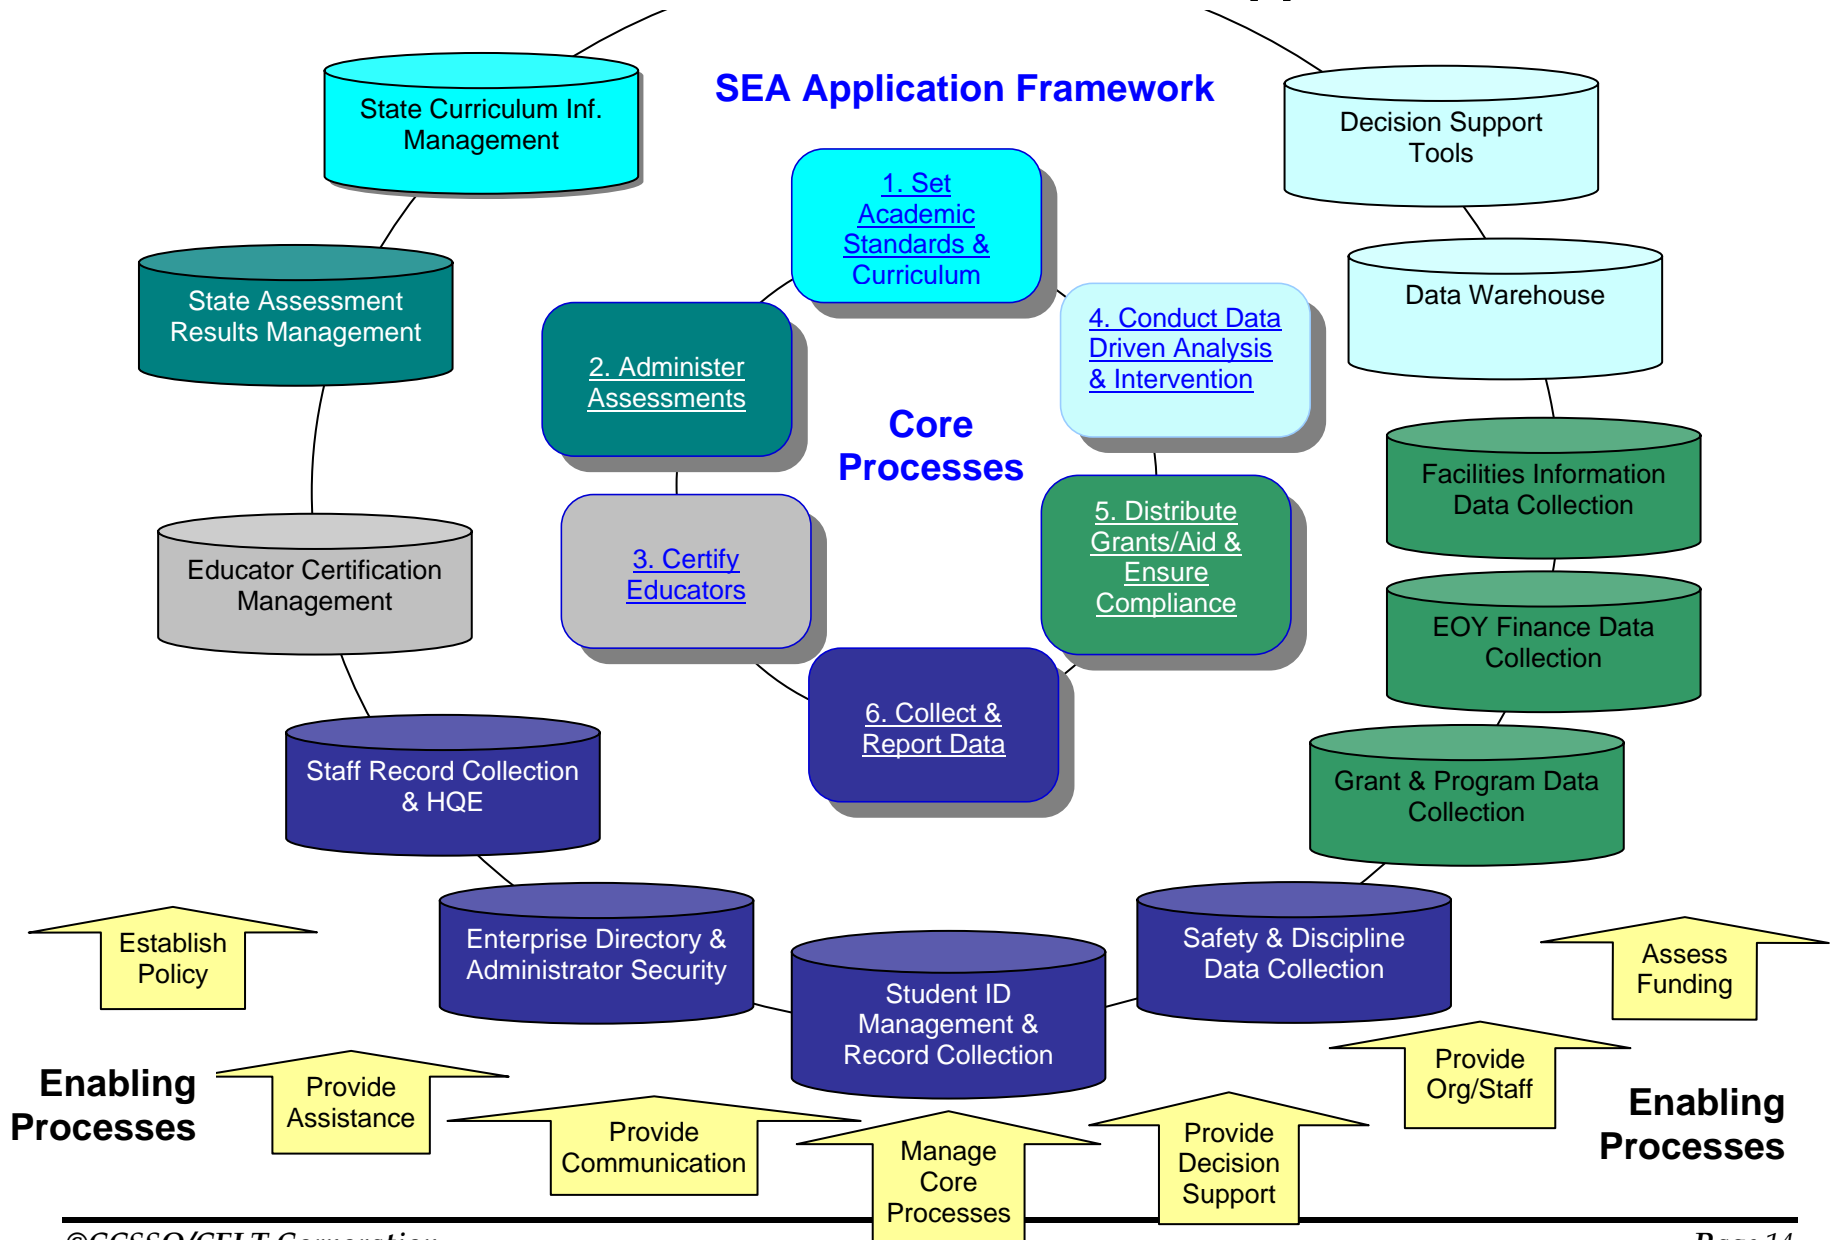 SEA Application Framework
State Curriculum Inf.
Management
Decision Support
Tools
1. Set
Academic
Standards &
Curriculum
State Assessment
Results Management
Data Warehouse
2. Administer
Assessments
4. Conduct Data
Driven Analysis
& Intervention
Core
Processes
Facilities Information
Data Collection
Educator Certification
Management
3. Certify
Educators
5. Distribute
Grants/Aid &
Ensure
Compliance
EOY Finance Data
Collection
6. Collect &
Report Data
Staff Record Collection
& HQE
Grant & Program Data
Collection
Enterprise Directory &
Administrator Security
Student ID
Management &
Record Collection
Safety & Discipline
Data Collection
Establish
Policy
Assess
Funding
Enabling
Processes
Provide
Assistance
Provide
Communication
Manage
Core
Processes
Provide
Decision
Support
Provide
Org/Staff
Enabling
Processes
©CCSSO/CELT Corporation
Page 14